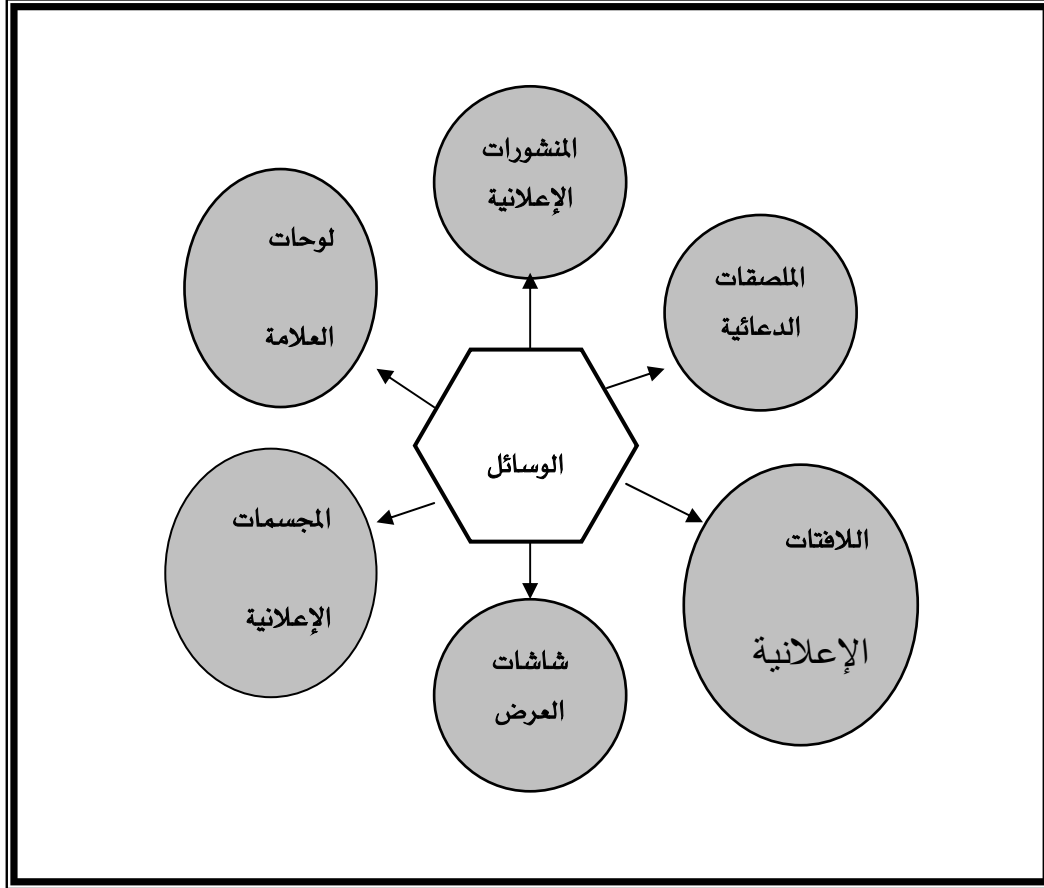 المنشورات
الإعلانية
الملصقات
الدعائية
لوحات
العلامة
الوسائل
المجسمات
الإعلانية
اللافتات
الإعلانية
شاشات
العرض